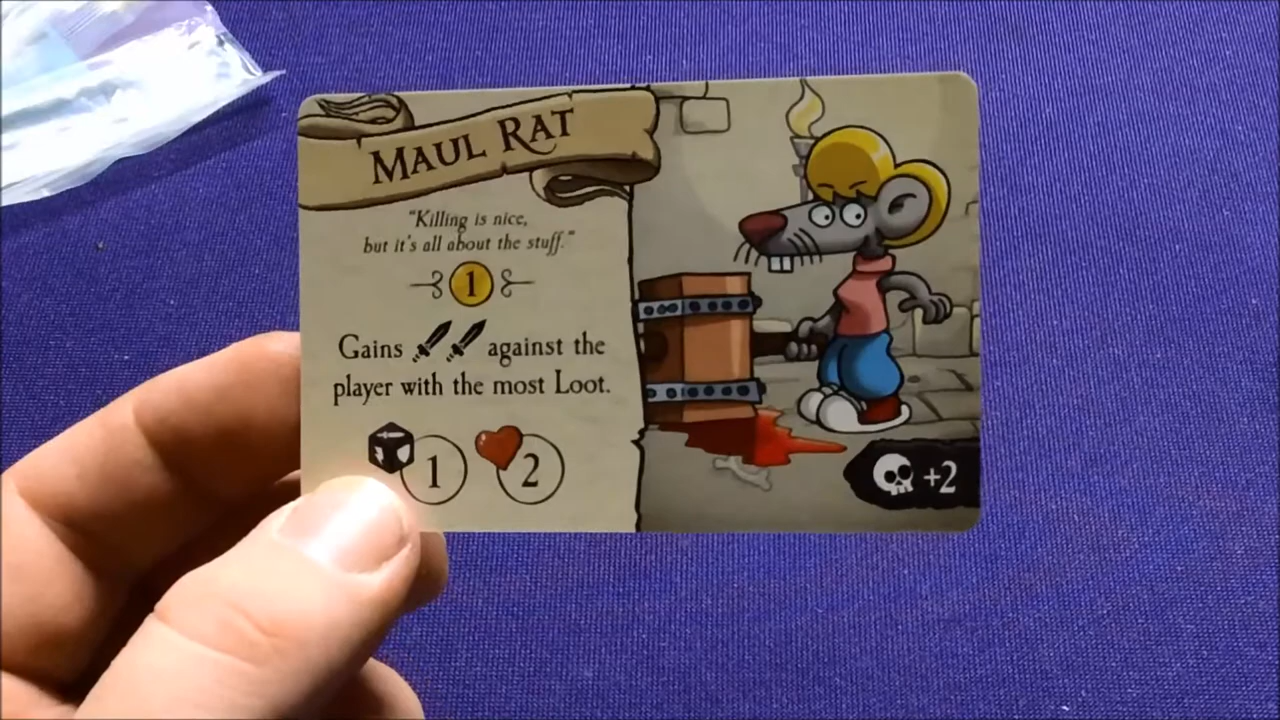 MAUL RAT
"Killing is nice,
but it's all about the stuff."
1
Gains against the
player with the most Loot.
1 2
+2